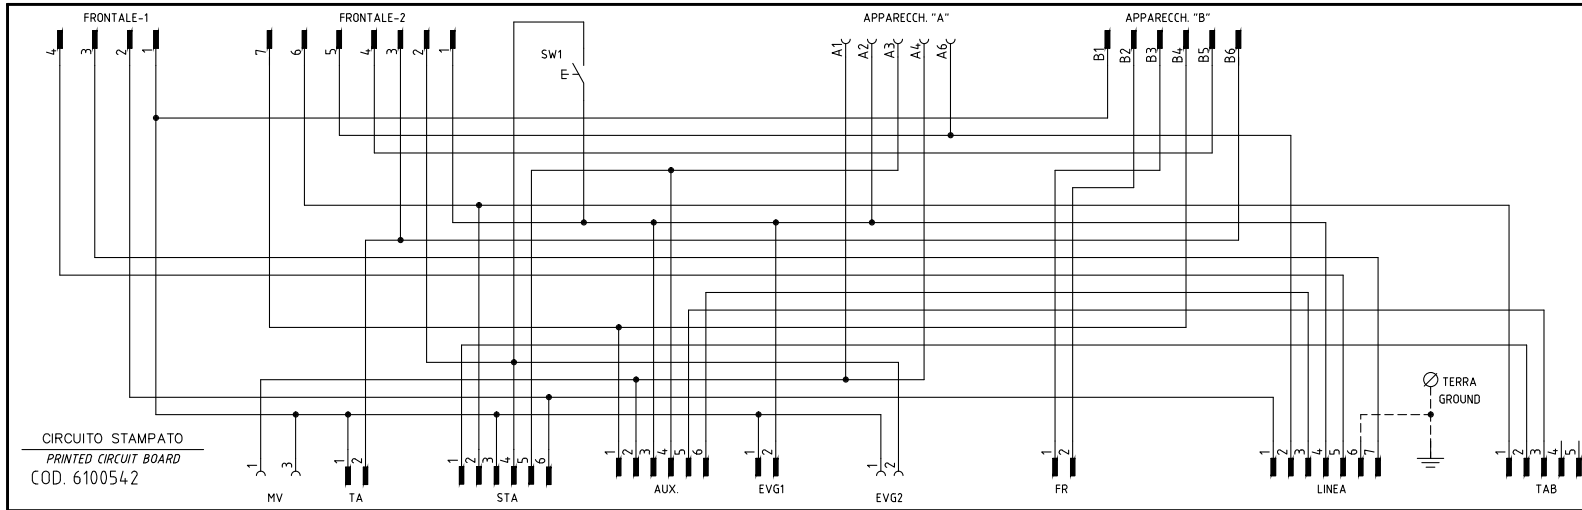 FRONTALE-1 FRONTALE-2 APPARECCH. "A" APPARECCH. "B"
4 3 2 1 7 6 5 4 3 2 1 A1 A2 A3 A4 A6 B1 B2 B3 B4 B5 B6
SW1
E
TERRA
GROUND
CIRCUITO STAMPATO
PRINTED CIRCUIT BOARD
COD. 6100542
1 3 1 2 1 2 3 4 5 6 1 2 3 4 5 6 1 2 1 2 1 2 1 2 3 4 5 6 7 1 2 3 4 5
MV TA STA AUX. EVG1 EVG2 FR LINEA TAB